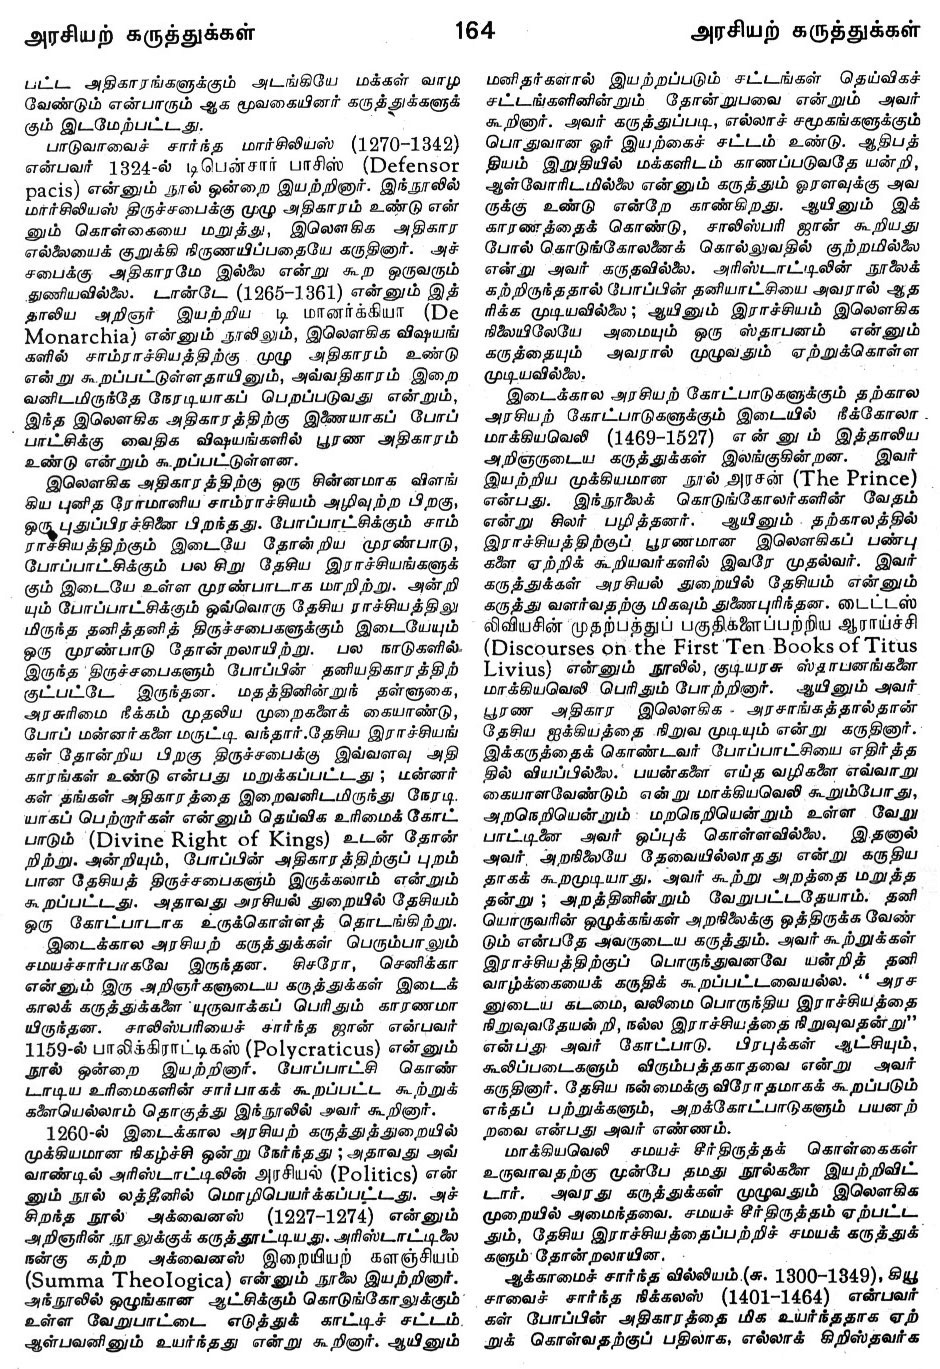 அரசியற் கருத்துக்கள்
164
அரசியற் கருத்துக்கள்
பட்ட அதிகாரங்களுக்கும் அடங்கியே மக்கள் வாழ
வேண்டும் என்பாரும் ஆக மூவகையினர் கருத்துக்களுக்
கும் இடமேற்பட்டது.
பாடுவாவைச் சார்ந்த மார்சிலியஸ் (1270-1342)
என்பவர் 1324-ல் டிபென்சார் பாசிஸ் (Defensor
pacis) என்னும் நூல் ஒன்றை இயற்றினார். இந்நூலில்
மார்சிலியஸ் திருச்சபைக்கு முழு அதிகாரம் உண்டு என்
னும் கொள்கையை மறுத்து, இலௌகிக அதிகார
எல்லையைக் குறுக்கி நிருணயிப்பதையே கருதினார். அச்
சபைக்கு அதிகாரமே இல்லை என்று கூற ஒருவரும்
துணியவில்லை. டான்டே (1265-1361) என்னும் இத்
தாலிய அறிஞர் இயற்றிய டி மானர்க்கியா (De
Monarchia) என்னும் நூலிலும், இலௌகிக விஷயங்
களில் சாம்ராச்சியத்திற்கு முழு அதிகாரம் உண்டு
என்று கூறப்பட்டுள்ளதாயினும், அவ்வதிகாரம் இறை
வனிடமிருந்தே நேரடியாகப் பெறப்படுவது என்றும்,
இந்த இலௌகிக அதிகாரத்திற்கு இணையாகப் போப்
பாட்சிக்கு வைதிக விஷயங்களில் பூரண அதிகாரம்
உண்டு என்றும் கூறப்பட்டுள்ளன.
இலௌகிக அதிகாரத்திற்கு ஒரு சின்னமாக விளங்
கிய புனித ரோமானிய சாம்ராச்சியம் அழிவுற்ற பிறகு,
ஒரு புதுப்பிரச்சினை பிறந்தது. போப்பாட்சிக்கும் சாம்
ராச்சியத்திற்கும் இடையே தோன்றிய முரண்பாடு,
போப்பாட்சிக்கும் பல சிறு தேசிய இராச்சியங்களுக்
கும் இடையே உள்ள முரண்பாடாக மாறிற்று. அன்றி
யும் போப்பாட்சிக்கும் ஒவ்வொரு தேசிய ராச்சியத்திலு
மிருந்த தனித்தனித் திருச்சபைகளுக்கும் இடையேயும்
ஒரு முரண்பாடு தோன்றலாயிற்று. பல நாடுகளில்
இருந்த திருச்சபைகளும் போப்பின் தனியதிகாரத்திற்
குட்பட்டே இருந்தன. மதத்தினின்றுந் தள்ளுகை,
அரசுரிமை நீக்கம் முதலிய முறைகளைக் கையாண்டு,
போப் மன்னர்களை மருட்டி வந்தார்.தேசிய இராச்சியங்
கள் தோன்றிய பிறகு திருச்சபைக்கு இவ்வளவு அதி
காரங்கள் உண்டு என்பது மறுக்கப்பட்டது ; மன்னர்
கள் தங்கள் அதிகாரத்தை இறைவனிடமிருந்து நேரடி
யாகப் பெற்றார்கள் என்னும் தெய்விக உரிமைக் கோட்
பாடும் (Divine Right of Kings) உடன் தோன்
றிற்று. அன்றியும், போப்பின் அதிகாரத்திற்குப் புறம்
பான தேசியத் திருச்சபைகளும் இருக்கலாம் என்றும்
கூறப்பட்டது. அதாவது அரசியல் துறையில் தேசியம்
ஒரு கோட்பாடாக உருக்கொள்ளத் தொடங்கிற்று.
இடைக்கால அரசியற் கருத்துக்கள் பெரும்பாலும்
சமயச்சார்பாகவே இருந்தன. சிசரோ, செனிக்கா
என்னும் இரு அறிஞர்களுடைய கருத்துக்கள் இடைக்
காலக் கருத்துக்களை யுருவாக்கப் பெரிதும் காரணமா
யிருந்தன. சாலிஸ்பரியைச் சார்ந்த ஜான் என்பவர்
1159-ல் பாலிக்கிராட்டிகஸ் (Polycraticus) என்னும்
நூல் ஒன்றை இயற்றினார். போப்பாட்சி கொண்
டாடிய உரிமைகளின் சார்பாகக் கூறப்பட்ட கூற்றுக்
களையெல்லாம் தொகுத்து இந்நூலில் அவர் கூறினார்.
1260-ல் இடைக்கால அரசியற் கருத்துத்துறையில்
முக்கியமான நிகழ்ச்சி ஒன்று நேர்ந்தது ; அதாவது அவ்
வாண்டில் அரிஸ்டாட்டிலின் அரசியல் (Politics) என்
னும் நூல் லத்தீனில் மொழிபெயர்க்கப்பட்டது. அச்
சிறந்த நூல் அக்வைனஸ் (1227-1274) என்னும்
அறிஞரின் நூலுக்குக் கருத்தூட்டியது. அரிஸ்டாட்டிலை
நன்கு கற்ற அக்வைனஸ் இறையியற் களஞ்சியம்
(Summa Theologica) என்னும் நூலை இயற்றினார்.
அந்நூலில் ஒழுங்கான ஆட்சிக்கும் கொடுங்கோலுக்கும்
உள்ள வேறுபாட்டை எடுத்துக் காட்டிச் சட்டம்
ஆள்பவனினும் உயர்ந்தது என்று கூறினார். ஆயினும்
மனிதர்களால் இயற்றப்படும் சட்டங்கள் தெய்விகச்
சட்டங்களினின்றும் தோன்றுபவை என்றும் அவர்
கூறினார். அவர் கருத்துப்படி, எல்லாச் சமூகங்களுக்கும்
பொதுவான ஓர் இயற்கைச் சட்டம் உண்டு. ஆதிபத்
தியம் இறுதியில் மக்களிடம் காணப்படுவதே யன்றி,
ஆள்வோரிடமில்லை என்னும் கருத்தும் ஓரளவுக்கு அவ
ருக்கு உண்டு என்றே காண்கிறது. ஆயினும் இக்
காரணத்தைக் கொண்டு, சாலிஸ்பரி ஜான் கூறியது
போல் கொடுங்கோலனைக் கொல்லுவதில் குற்றமில்லை
என்று அவர் கருதவில்லை. அரிஸ்டாட்டிலின் நூலைக்
கற்றிருந்ததால் போப்பின் தனியாட்சியை அவரால் ஆத
ரிக்க முடியவில்லை ; ஆயினும் இராச்சியம் இலௌகிக
நிலையிலேயே அமையும் ஒரு ஸ்தாபனம் என்னும்
கருத்தையும் அவரால் முழுவதும் ஏற்றுக்கொள்ள
முடியவில்லை.
இடைக்கால அரசியற் கோட்பாடுகளுக்கும் தற்கால
அரசியற் கோட்பாடுகளுக்கும் இடையில் நீக்கோலா
மாக்கியவெலி (1469-1527) என்னும் இத்தாலிய
அறிஞருடைய கருத்துக்கள் இலங்குகின்றன. இவர்
இயற்றிய முக்கியமான நூல் அரசன் (The Prince)
என்பது. இந்நூலைக் கொடுங்கோலர்களின் வேதம்
என்று சிலர் பழித்தனர். ஆயினும் தற்காலத்தில்
இராச்சியத்திற்குப் பூரணமான இலௌகிகப் பண்பு
களை ஏற்றிக் கூறியவர்களில் இவரே முதல்வர். இவர்
கருத்துக்கள் அரசியல் துறையில் தேசியம் என்னும்
கருத்து வளர்வதற்கு மிகவும் துணைபுரிந்தன. டைட்டஸ்
லிவியசின் முதற்பத்துப் பகுதிகளைப்பற்றிய ஆராய்ச்சி
(Discourses on the First Ten Books of Titus
Livius) என்னும் நூலில், குடியரசு ஸ்தாபனங்களை
மாக்கியவெலி பெரிதும் போற்றினார். ஆயினும் அவர்
பூரண அதிகார இலௌகிக அரசாங்கத்தால்தான்
தேசிய ஐக்கியத்தை நிறுவ முடியும் என்று கருதினார்.
இக்கருத்தைக் கொண்டவர் போப்பாட்சியை எதிர்த்த
தில் வியப்பில்லை. பயன்களை எய்த வழிகளை எவ்வாறு
கையாளவேண்டும் என்று மாக்கியவெலி கூறும்போது,
அறநெறியென்றும் மறநெறியென்றும் உள்ள வேறு
பாட்டினை அவர் ஒப்புக் கொள்ளவில்லை. இதனால்
அவர் அறநிலையே தேவையில்லாதது என்று கருதிய
தாகக் கூறமுடியாது. அவர் கூற்று அறத்தை மறுத்த
தன்று ; அறத்தினின்றும் வேறுபட்டதேயாம். தனி
யொருவரின் ஒழுக்கங்கள் அறநிலைக்கு ஒத்திருக்க வேண்
டும் என்பதே அவருடைய கருத்தும். அவர் கூற்றுக்கள்
இராச்சியத்திற்குப் பொருந்துவனவே யன்றித் தனி
வாழ்க்கையைக் கருதிக் கூறப்பட்டவையல்ல. “ அரச
னுடைய கடமை, வலிமை பொருந்திய இராச்சியத்தை
நிறுவுவதேயன்றி, நல்ல இராச்சியத்தை நிறுவுவதன்று”
என்பது அவர் கோட்பாடு. பிரபுக்கள் ஆட்சியும்,
கூலிப்படைகளும் விரும்பத்தகாதவை என்று அவர்
கருதினார். தேசிய நன்மைக்கு விரோதமாகக் கூறப்படும்
எந்தப் பற்றுக்களும், அறக்கோட்பாடுகளும் பயனற்
றவை என்பது அவர் எண்ணம்.
மாக்கியவெலி சமயச் சீர்திருத்தக் கொள்கைகள்
உருவாவதற்கு முன்பே தமது நூல்களை இயற்றிவிட்
டார். அவரது கருத்துக்கள் முழுவதும் இலௌகிக
முறையில் அமைந்தவை. சமயச் சீர்திருத்தம் ஏற்பட்ட
தும், தேசிய இராச்சியத்தைப்பற்றிச் சமயக் கருத்துக்
களும் தோன்றலாயின.
ஆக்காமைச் சார்ந்த வில்லியம் (சு. 1300-1349), கியூ
சாவைச் சார்ந்த நிக்கலஸ் (1401-1464) என்பவர்
கள் போப்பின் அதிகாரத்தை மிக உயர்ந்ததாக ஏற்
றுக் கொள்வதற்குப் பதிலாக, எல்லாக் கிறிஸ்தவர்க